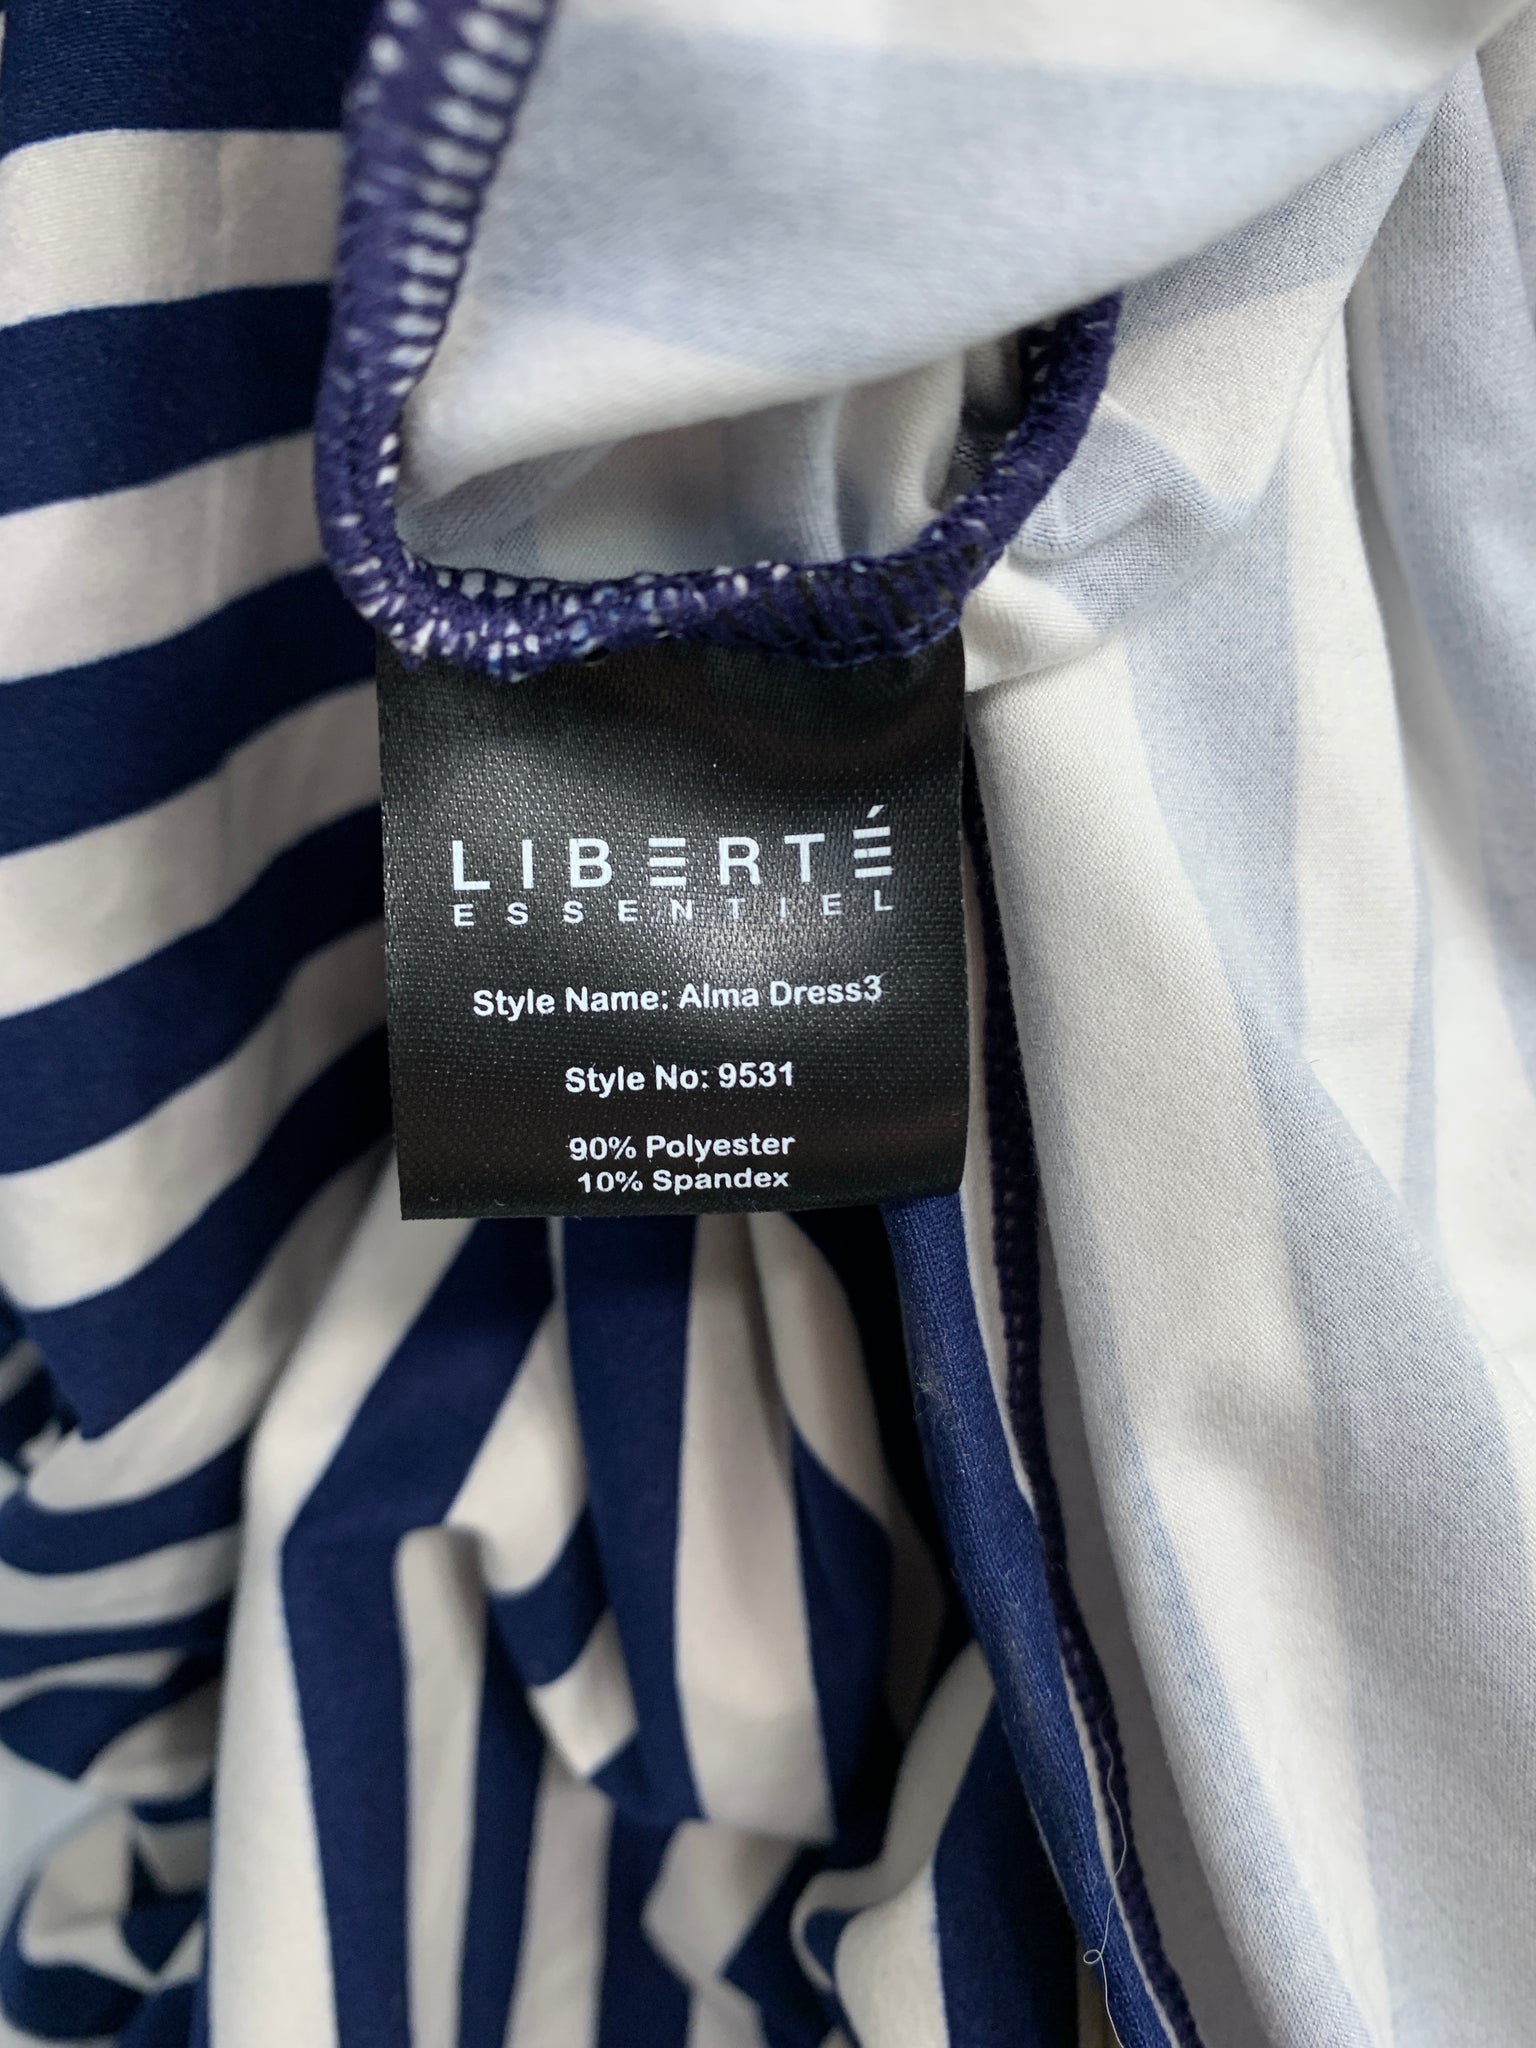 LIBERTÉ
ESSENTIEL
Style Name: Alma Dress3
Style No: 9531
90% Polyester
10% Spandex